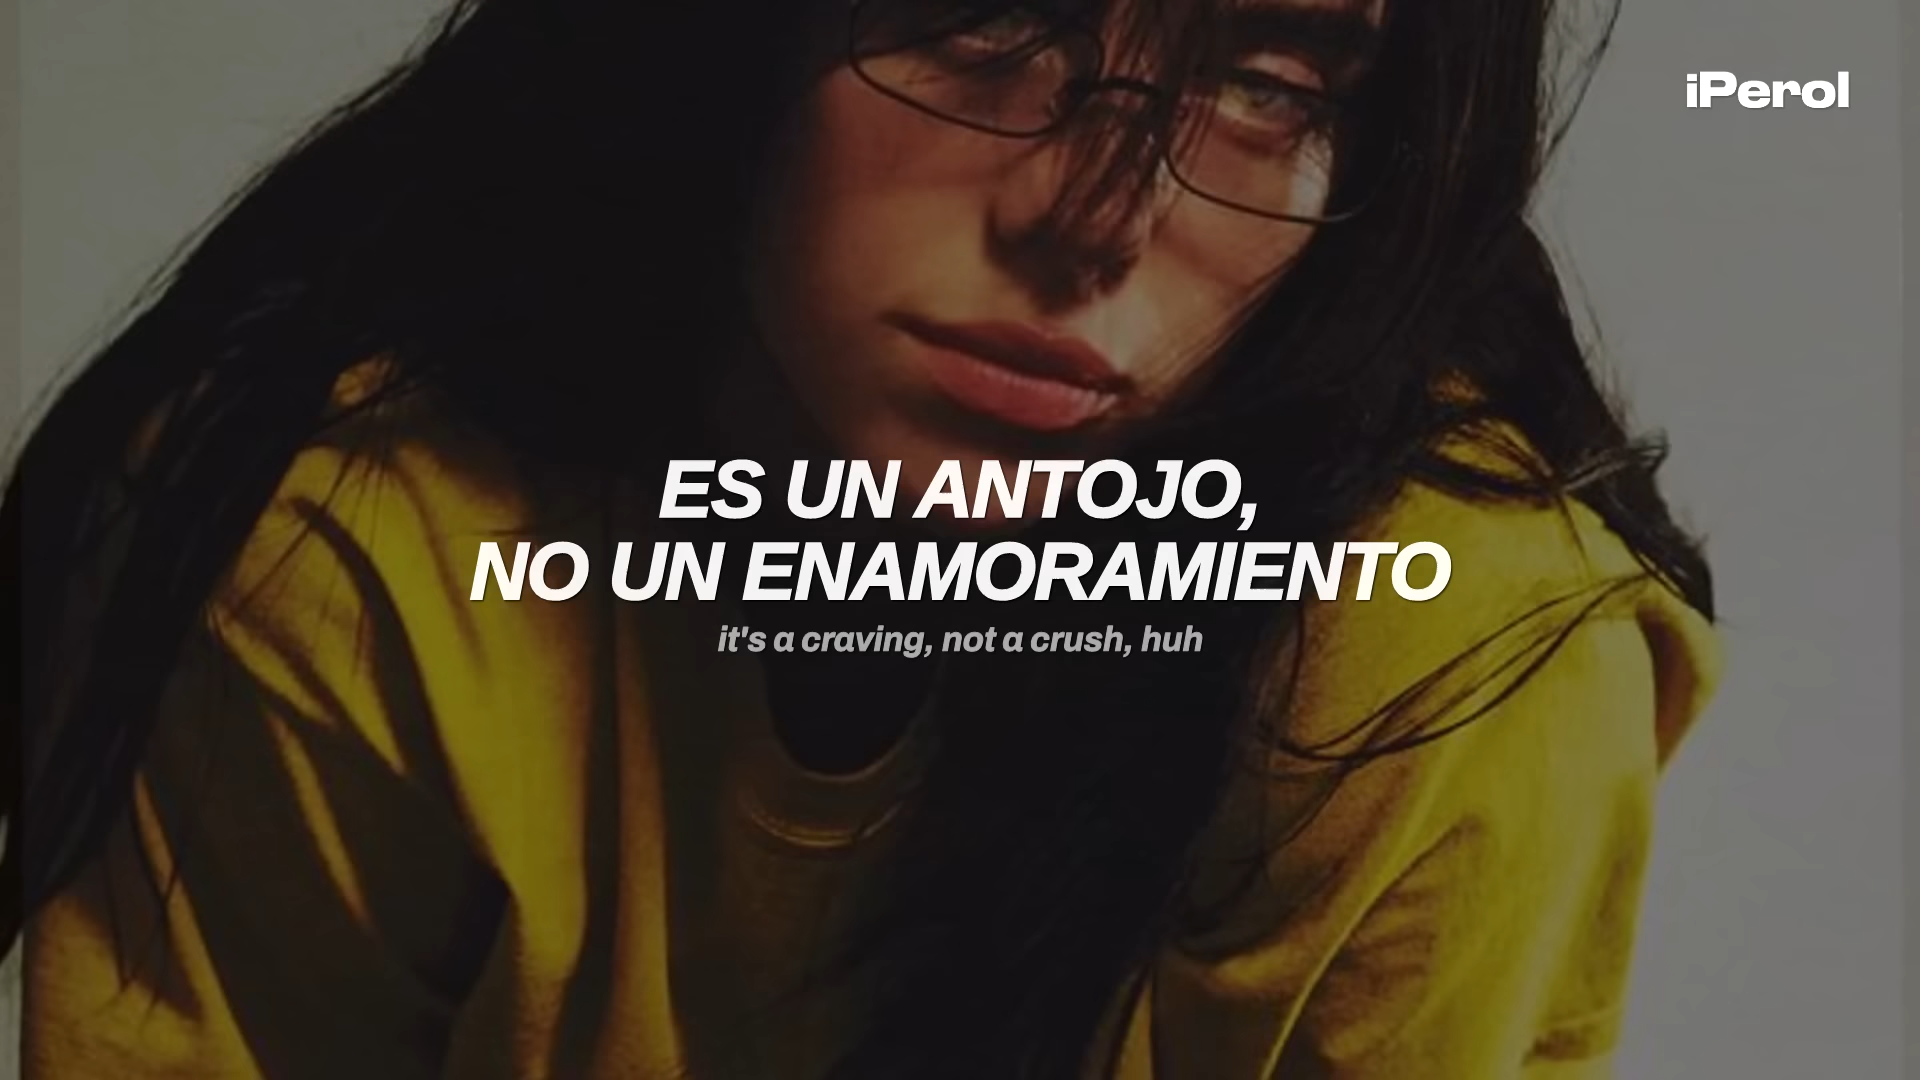 iPerol
ES UN ANTOJO,
NO UN ENAMORAMIENTO
it's a craving, not a crush, huh